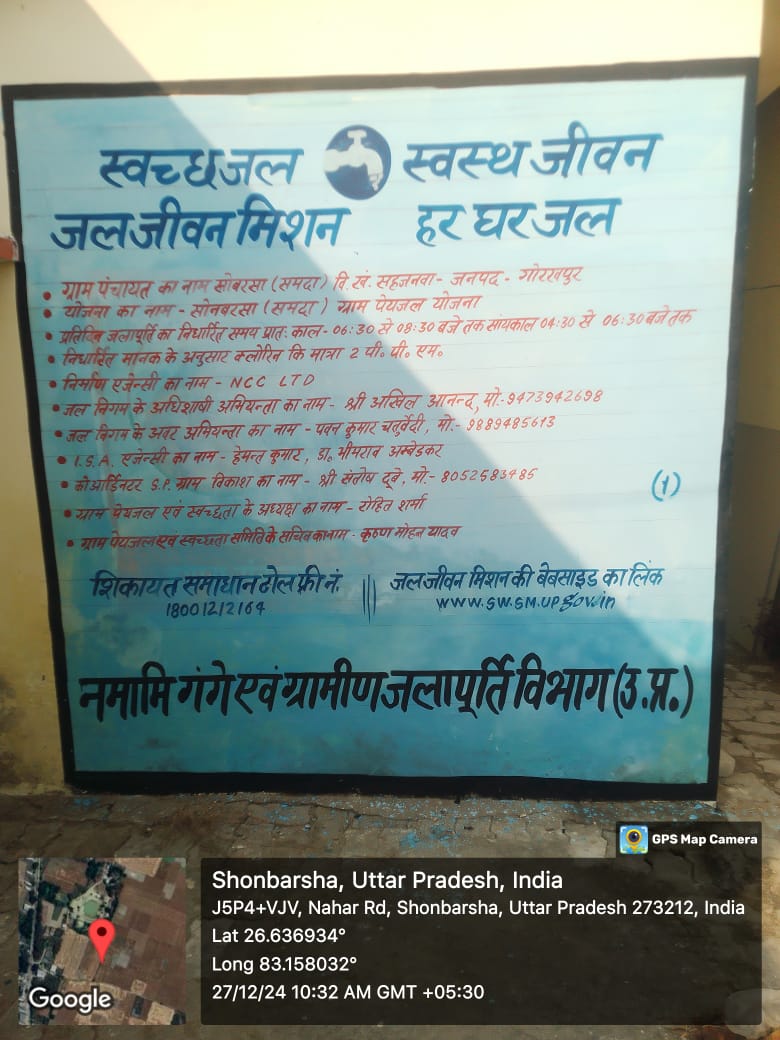 स्वच्छ जल स्वस्थ जीवन
जल जीवन मिशन हर घर जल
• ग्राम पंचायत का नाम सोबरसा (समदा) वि.खं. सहजनवा - जनपद - गोरखपुर
• योजना का नाम - सोनबरसा (समदा) ग्राम पेयजल योजना
• प्रतिदिन जलापूर्ति का निर्धारित समय प्रात: काल - 06:30 से 08:30 बजे तक सांयकाल 04:30 से 06:30 बजे तक
• निर्धारित मानक के अनुसार क्लोरिन कि मात्रा 2 पी. पी. एम.
• निर्माण एजेन्सी का नाम - NCC LTD
• जल निगम के अधिशाषी अभियन्ता का नाम - श्री अखिल आनन्द, मो.- 9473942698
• जल निगम के अवर अभियन्ता का नाम - पवन कुमार चतुर्वेदी, मो.- 9889485613
• I.S.A. एजेन्सी का नाम - हेमन्त कुमार, डा. भीमराव अम्बेडकर
• कोआर्डिनटर S.P. ग्राम विकाश का नाम - श्री संतोष दूबे, मो:- 8052583485
(1)
• ग्राम पेयजल एवं स्वच्छता के अध्यक्ष का नाम - रोहित शर्मा
• ग्राम पेयजल एवं स्वच्छता समिति के सचिव का नाम - कृष्ण मोहन यादव
शिकायत समाधान टोल फ्री नं. जल जीवन मिशन की बेबसाइड का लिंक
18001212164 www.SWSM.UP.gov.in
नमामि गंगे एवं ग्रामीण जलापूर्ति विभाग (उ.प्र.)
GPS Map Camera
Shonbarsha, Uttar Pradesh, India
J5P4+VJV, Nahar Rd, Shonbarsha, Uttar Pradesh 273212, India
Lat 26.636934°
Long 83.158032°
27/12/24 10:32 AM GMT +05:30
Google